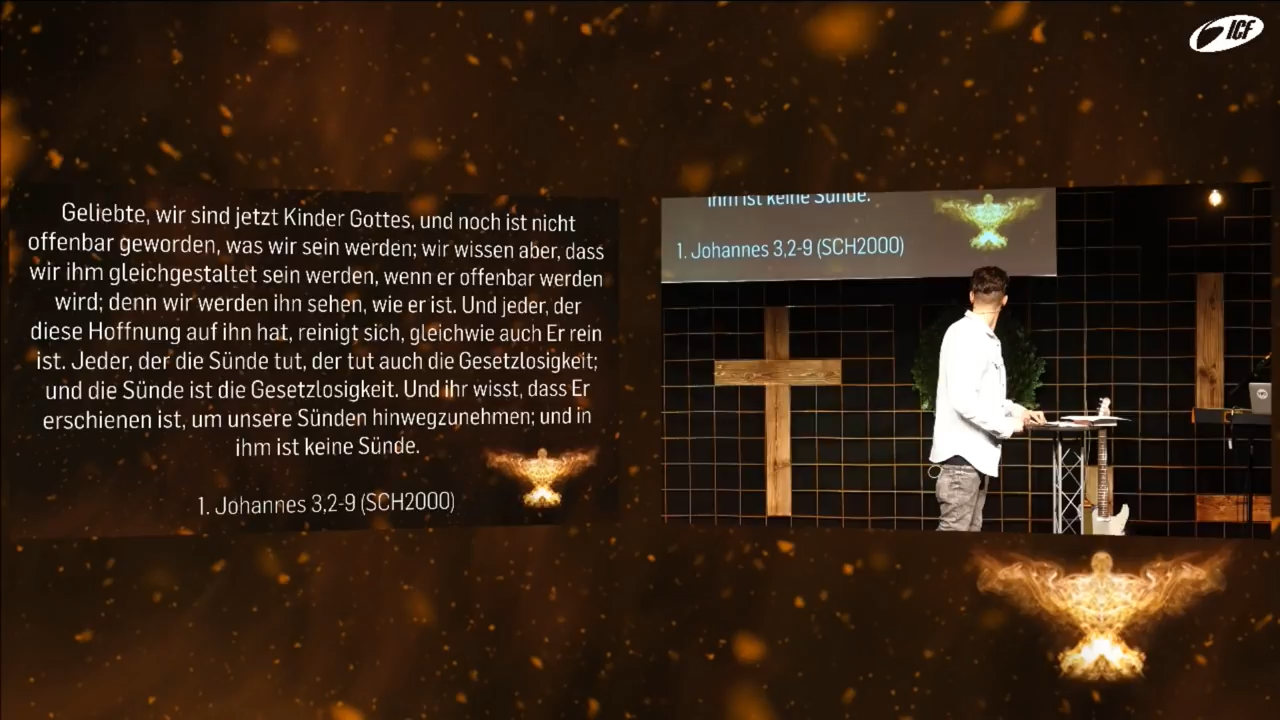 ICF
Geliebte, wir sind jetzt Kinder Gottes, und noch ist nicht
offenbar geworden, was wir sein werden; wir wissen aber, dass
wir ihm gleichgestaltet sein werden, wenn er offenbar werden
wird; denn wir werden ihn sehen, wie er ist. Und jeder, der
diese Hoffnung auf ihn hat, reinigt sich, gleichwie auch Er rein
ist. Jeder, der die Sünde tut, der tut auch die Gesetzlosigkeit;
und die Sünde ist die Gesetzlosigkeit. Und ihr wisst, dass Er
erschienen ist, um unsere Sünden hinwegzunehmen; und in
ihm ist keine Sünde.
1. Johannes 3,2-9 (SCH2000)
ihm ist keine Sünde.
1. Johannes 3,2-9 (SCH2000)